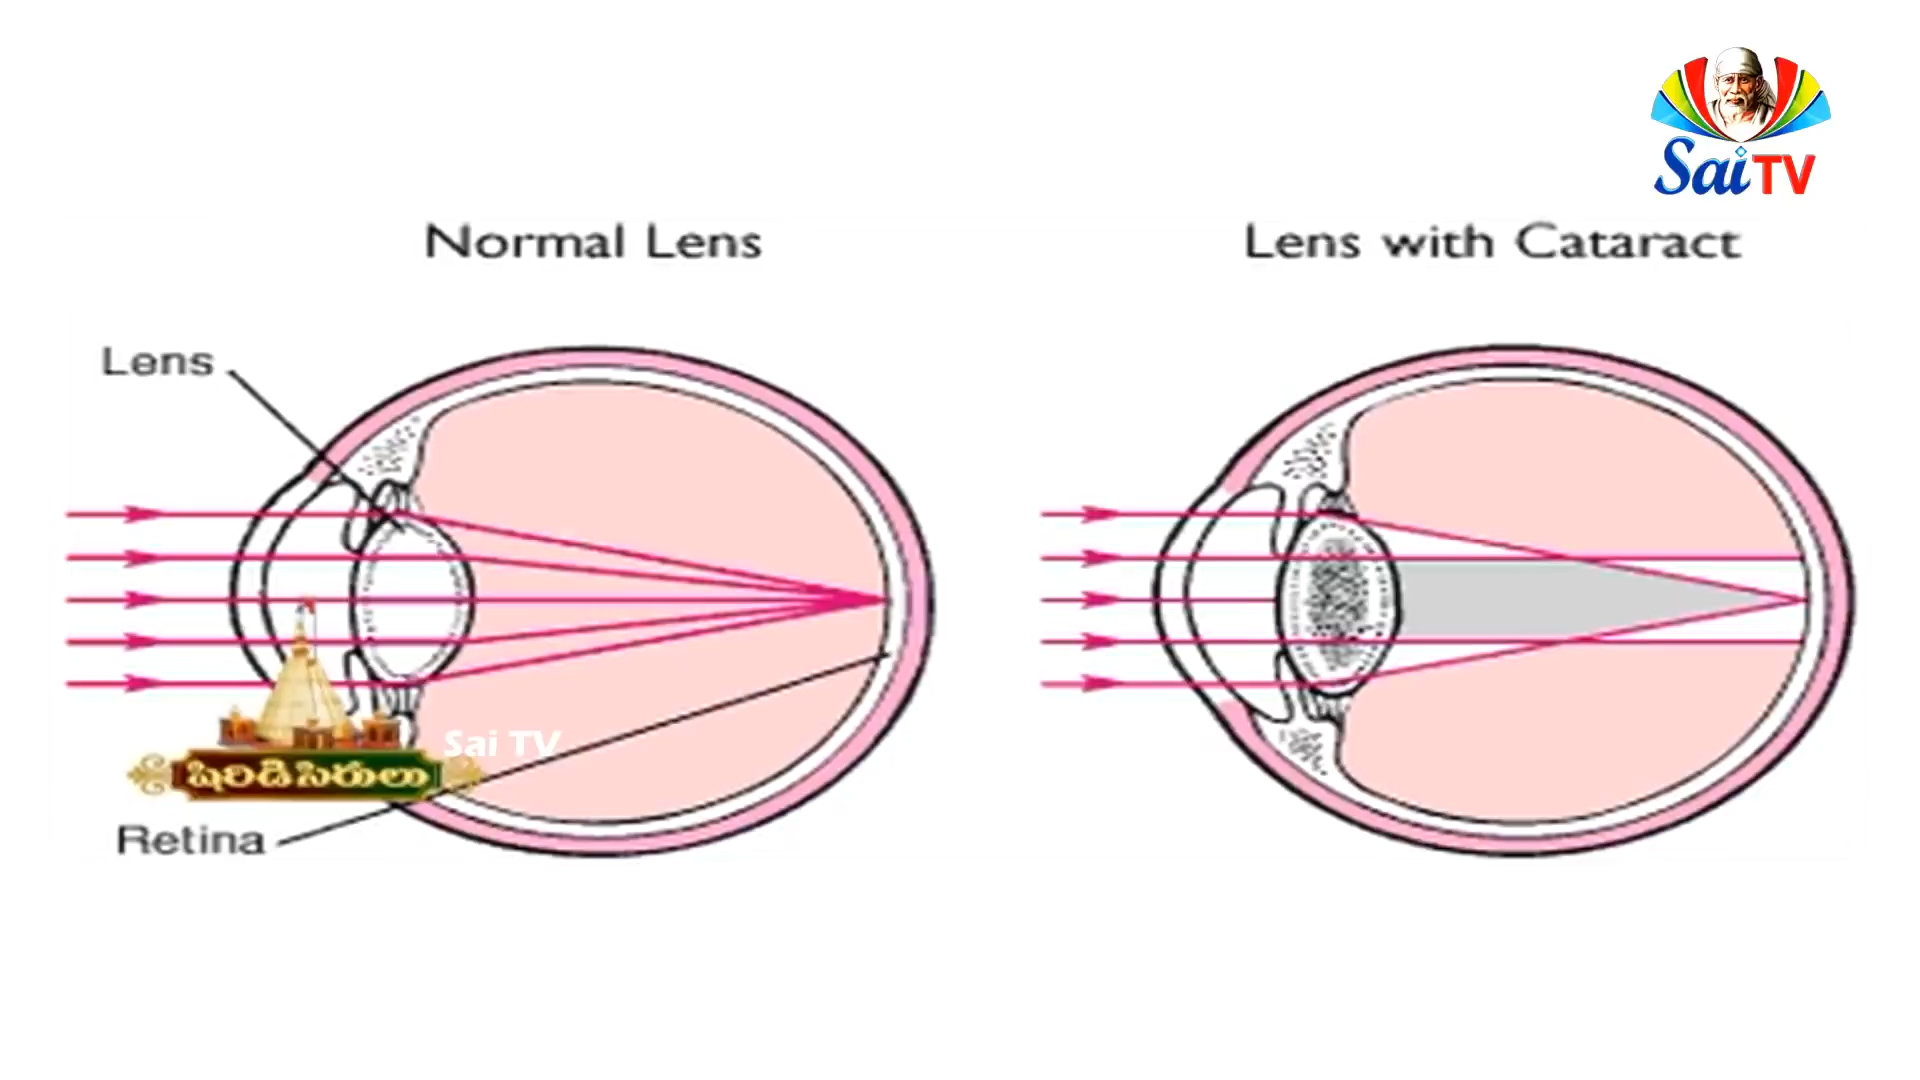 Sai TV
Normal Lens
Lens with Cataract
Lens
Sai TV
షిరిడి సిరులు
Retina